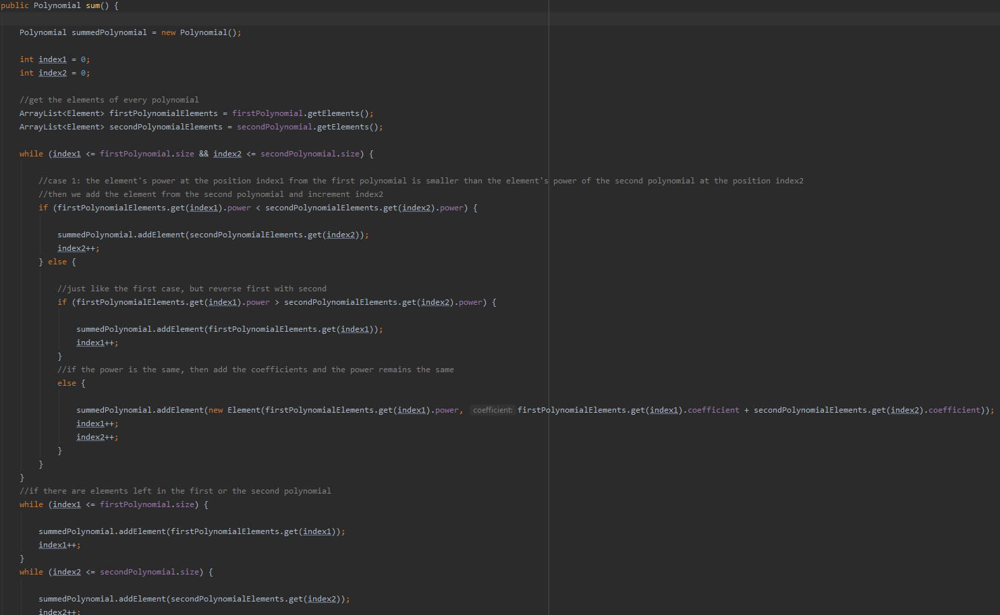 public Polynomial sum() {
Polynomial summedPolynomial = new Polynomial();
int index1 = 0;
int index2 = 0;
//get the elements of every polynomial
ArrayList<Element> firstPolynomialElements = firstPolynomial.getElements();
ArrayList<Element> secondPolynomialElements = secondPolynomial.getElements();
while (index1 <= firstPolynomial.size && index2 <= secondPolynomial.size) {
//case 1: the element's power at the position index1 from the first polynomial is smaller than the element's power of the second polynomial at the position index2
//then we add the element from the second polynomial and increment index2
if (firstPolynomialElements.get(index1).power < secondPolynomialElements.get(index2).power) {
summedPolynomial.addElement(secondPolynomialElements.get(index2));
index2++;
} else {
//just like the first case, but reverse first with second
if (firstPolynomialElements.get(index1).power > secondPolynomialElements.get(index2).power) {
summedPolynomial.addElement(firstPolynomialElements.get(index1));
index1++;
}
//if the power is the same, then add the coefficients and the power remains the same
else {
summedPolynomial.addElement(new Element(firstPolynomialElements.get(index1).power, coefficient: firstPolynomialElements.get(index1).coefficient + secondPolynomialElements.get(index2).coefficient));
index1++;
index2++;
}
}
}
//if there are elements left in the first or the second polynomial
while (index1 <= firstPolynomial.size) {
summedPolynomial.addElement(firstPolynomialElements.get(index1));
index1++;
}
while (index2 <= secondPolynomial.size) {
summedPolynomial.addElement(secondPolynomialElements.get(index2));
index2++;